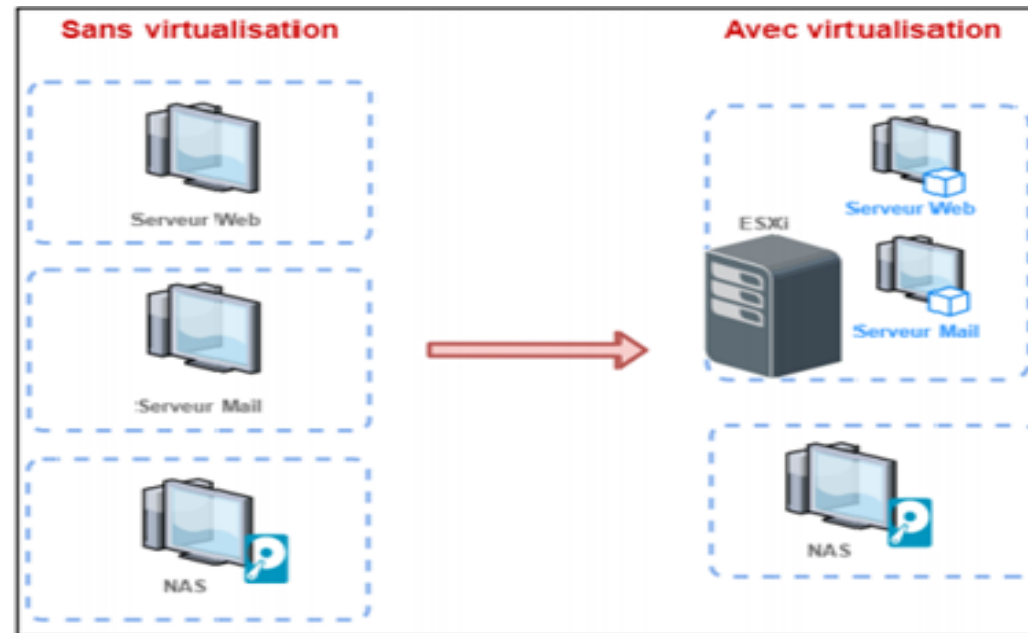 Sans virtualisation
Avec virtualisation
Serveur Web
Serveur Mail
NAS
ESXi
Serveur Web
Serveur Mail
NAS